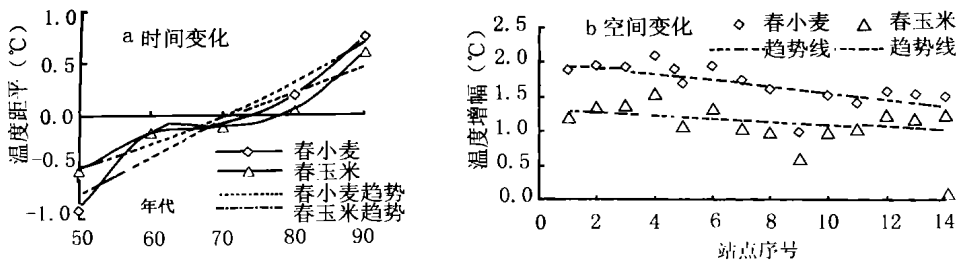 a 时间变化
温度距平（℃）
1.0
0.5
0
-0.5
-1.0
50 60 70 80 90
年代
春小麦
春玉米
春小麦趋势
春玉米趋势
b 空间变化
春小麦 春玉米
趋势线 趋势线
温度增幅（℃）
2.5
2.0
1.5
1.0
0.5
0.0
0 2 4 6 8 10 12 14
站点序号